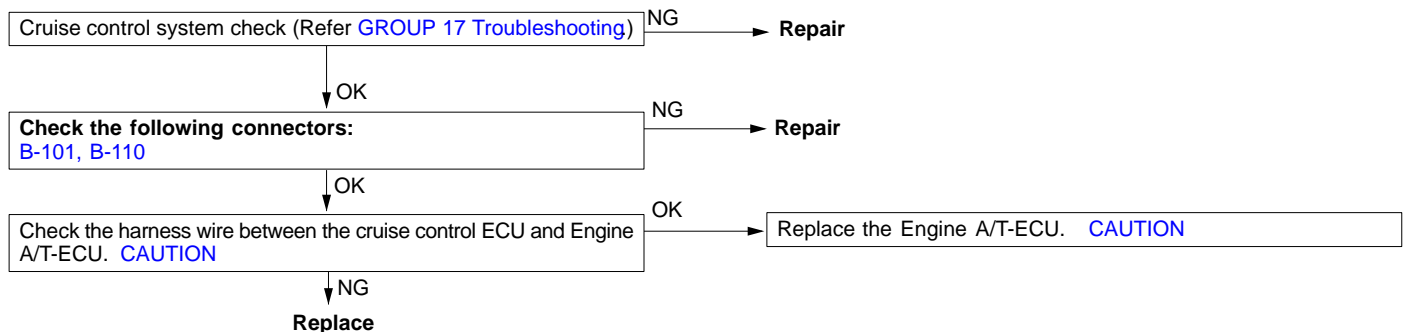 Cruise control system check (Refer GROUP 17 Troubleshooting.)
NG
Repair
OK
Check the following connectors:
B-101, B-110
NG
Repair
OK
Check the harness wire between the cruise control ECU and Engine
A/T-ECU. CAUTION
OK
Replace the Engine A/T-ECU. CAUTION
NG
Replace